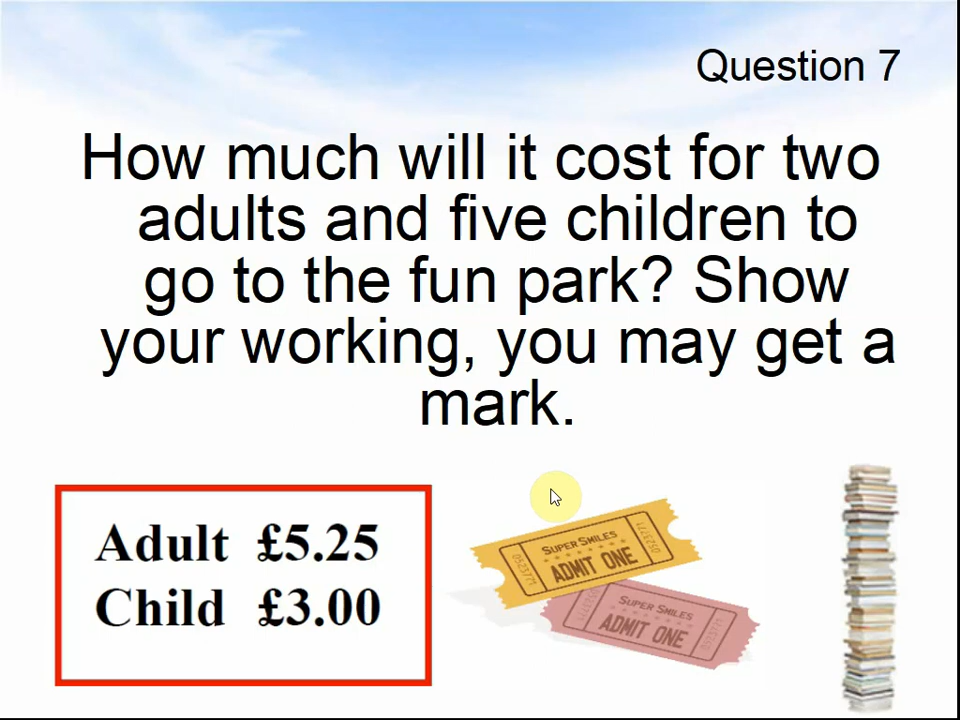 Question 7
How much will it cost for two
adults and five children to
go to the fun park? Show
your working, you may get a
mark.
Adult £5.25
Child £3.00
SUPER SMILES
ADMIT ONE
0523771
0523771
SUPER SMILES
ADMIT ONE